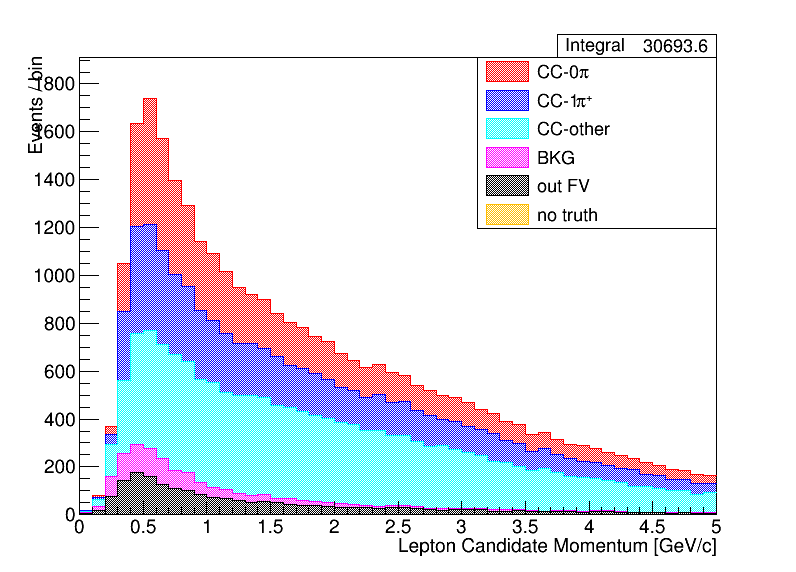 Integral 30693.6
Events / bin
CC-0π
CC-1π⁺
CC-other
BKG
out FV
no truth
1800
1600
1400
1200
1000
800
600
400
200
0
0 0.5 1 1.5 2 2.5 3 3.5 4 4.5 5
Lepton Candidate Momentum [GeV/c]